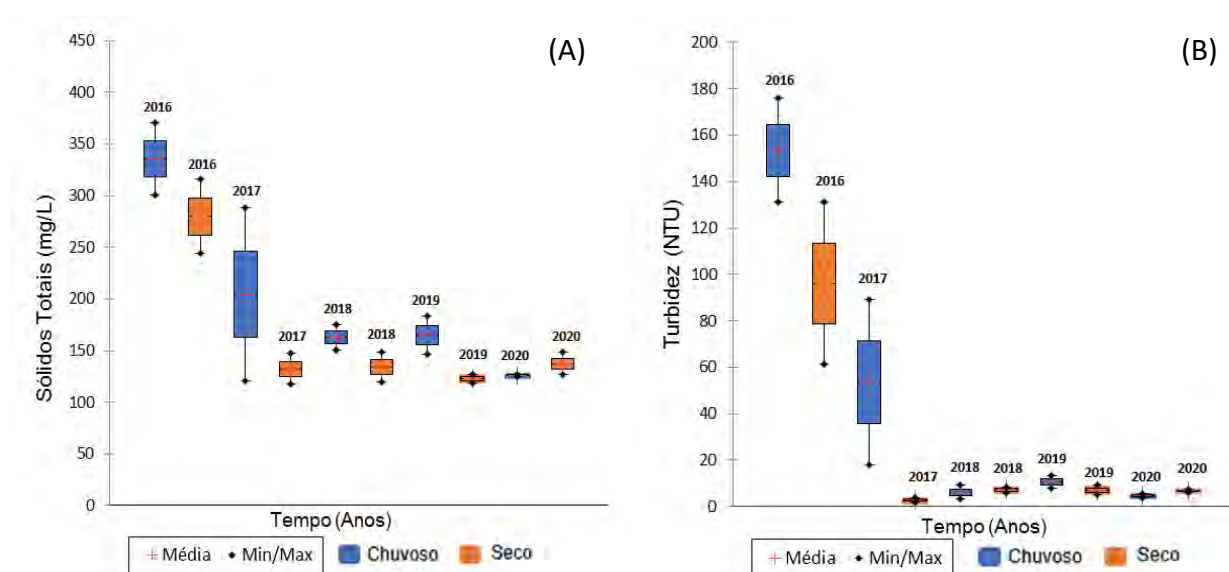 (A)
Sólidos Totais (mg/L)
450
400
350
300
250
200
150
100
50
0
2016
2016
2017
2017
2018
2018
2019
2019
2020
2020
Tempo (Anos)
Média
Min/Max
Chuvoso
Seco
(B)
Turbidez (NTU)
200
180
160
140
120
100
80
60
40
20
0
2016
2016
2017
2017
2018
2018
2019
2019
2020
2020
Tempo (Anos)
Média
Min/Max
Chuvoso
Seco